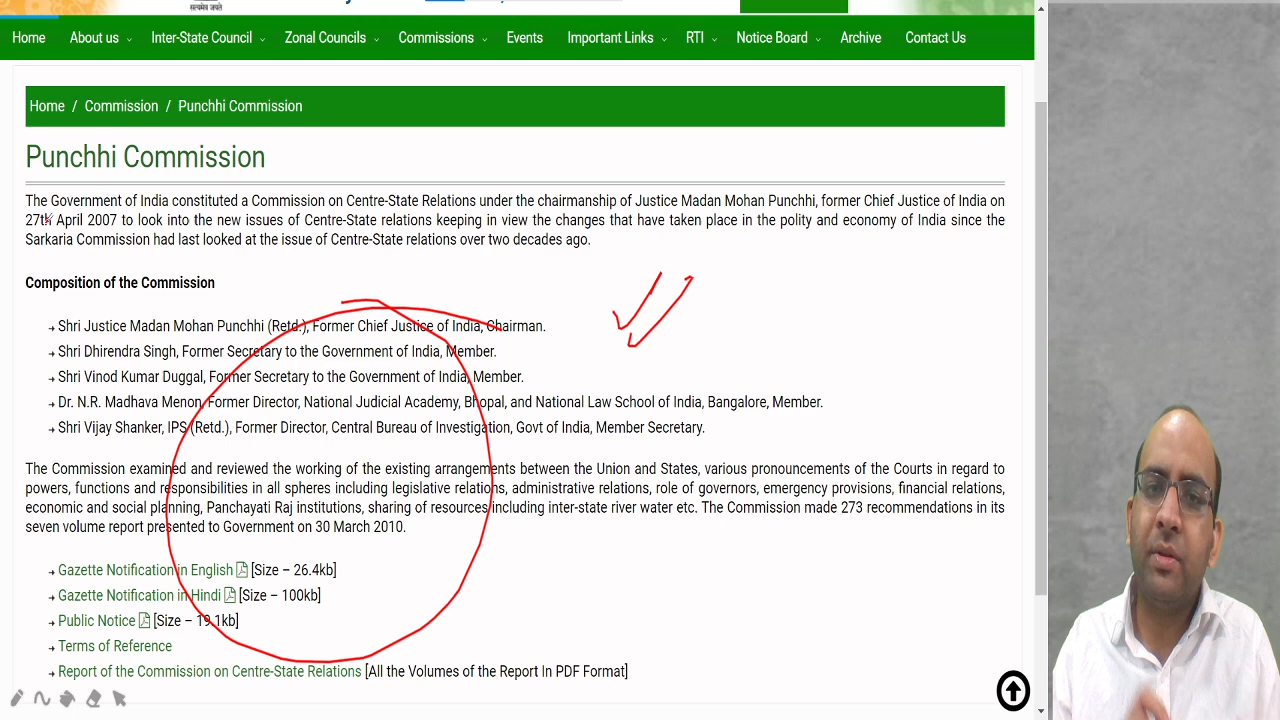 सत्यमेव जयते
Home About us Inter-State Council Zonal Councils Commissions Events Important Links RTI Notice Board Archive Contact Us
Home / Commission / Punchhi Commission
Punchhi Commission
The Government of India constituted a Commission on Centre-State Relations under the chairmanship of Justice Madan Mohan Punchhi, former Chief Justice of India on
27th April 2007 to look into the new issues of Centre-State relations keeping in view the changes that have taken place in the polity and economy of India since the
Sarkaria Commission had last looked at the issue of Centre-State relations over two decades ago.
Composition of the Commission
Shri Justice Madan Mohan Punchhi (Retd.), Former Chief Justice of India, Chairman.
Shri Dhirendra Singh, Former Secretary to the Government of India, Member.
Shri Vinod Kumar Duggal, Former Secretary to the Government of India, Member.
Dr. N.R. Madhava Menon, Former Director, National Judicial Academy, Bhopal, and National Law School of India, Bangalore, Member.
Shri Vijay Shanker, IPS (Retd.), Former Director, Central Bureau of Investigation, Govt of India, Member Secretary.
The Commission examined and reviewed the working of the existing arrangements between the Union and States, various pronouncements of the Courts in regard to
powers, functions and responsibilities in all spheres including legislative relations, administrative relations, role of governors, emergency provisions, financial relations,
economic and social planning, Panchayati Raj institutions, sharing of resources including inter-state river water etc. The Commission made 273 recommendations in its
seven volume report presented to Government on 30 March 2010.
Gazette Notification in English [Size – 26.4kb]
Gazette Notification in Hindi [Size – 100kb]
Public Notice [Size – 19.1kb]
Terms of Reference
Report of the Commission on Centre-State Relations [All the Volumes of the Report In PDF Format]